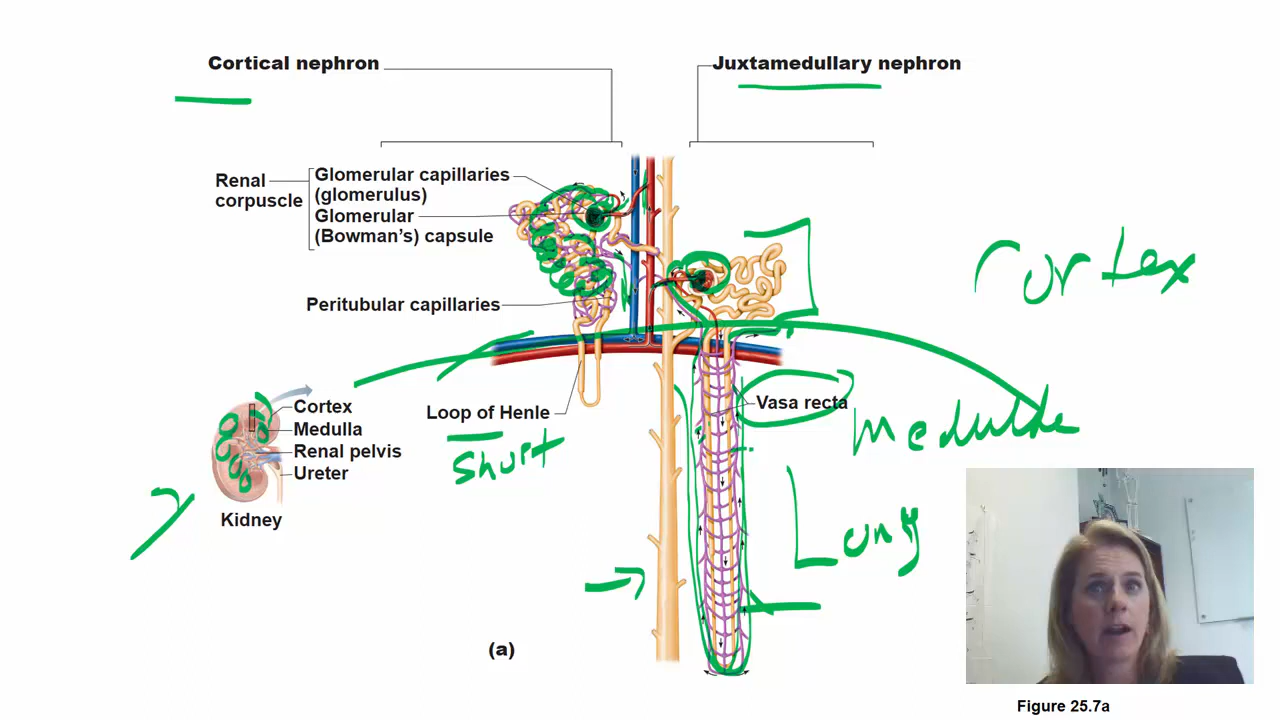 Cortical nephron
Juxtamedullary nephron
Renal corpuscle
Glomerular capillaries (glomerulus)
Glomerular (Bowman's) capsule
Peritubular capillaries
Cortex
Loop of Henle
Short
Vasa recta
Medulla
Long
Cortex
Medulla
Renal pelvis
Ureter
Kidney
(a)
Figure 25.7a